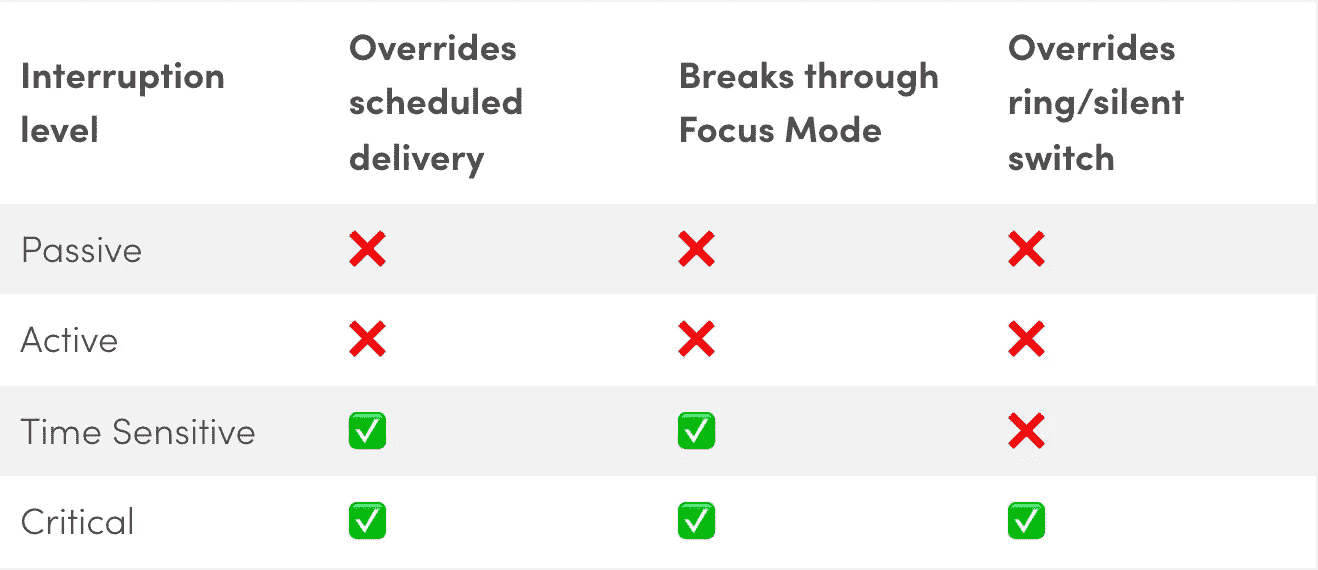 Interruption
level
Overrides
scheduled
delivery
Breaks through
Focus Mode
Overrides
ring/silent
switch
Passive ❌ ❌ ❌
Active ❌ ❌ ❌
Time Sensitive ✅ ✅ ❌
Critical ✅ ✅ ✅